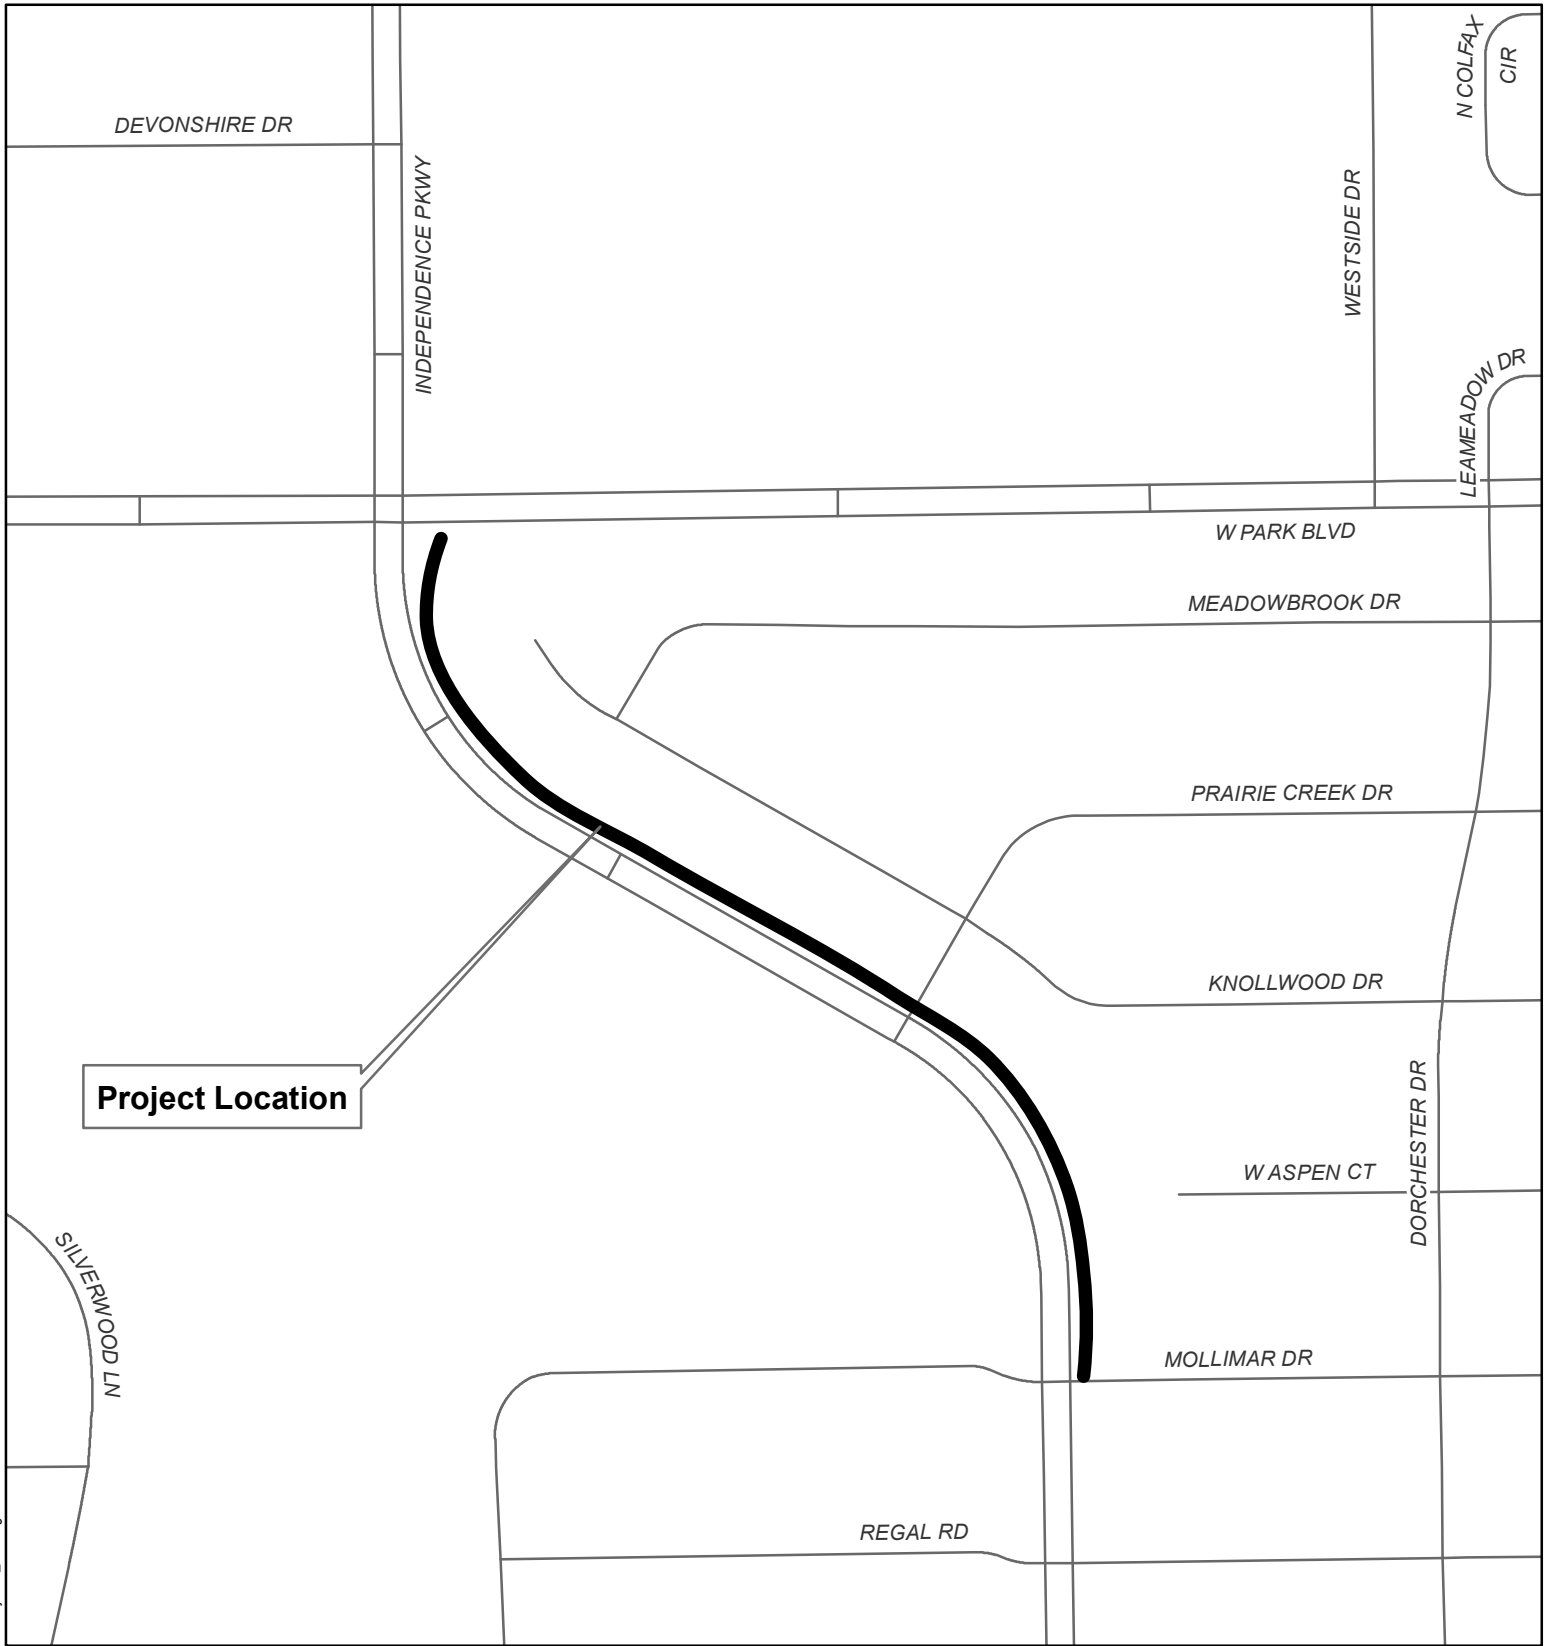 N COLFAX
CIR
DEVONSHIRE DR
INDEPENDENCE PKWY
WESTSIDE DR
LEAMEADOW DR
W PARK BLVD
MEADOWBROOK DR
PRAIRIE CREEK DR
KNOLLWOOD DR
Project Location
DORCHESTER DR
W ASPEN CT
SILVERWOOD LN
MOLLIMAR DR
REGAL RD